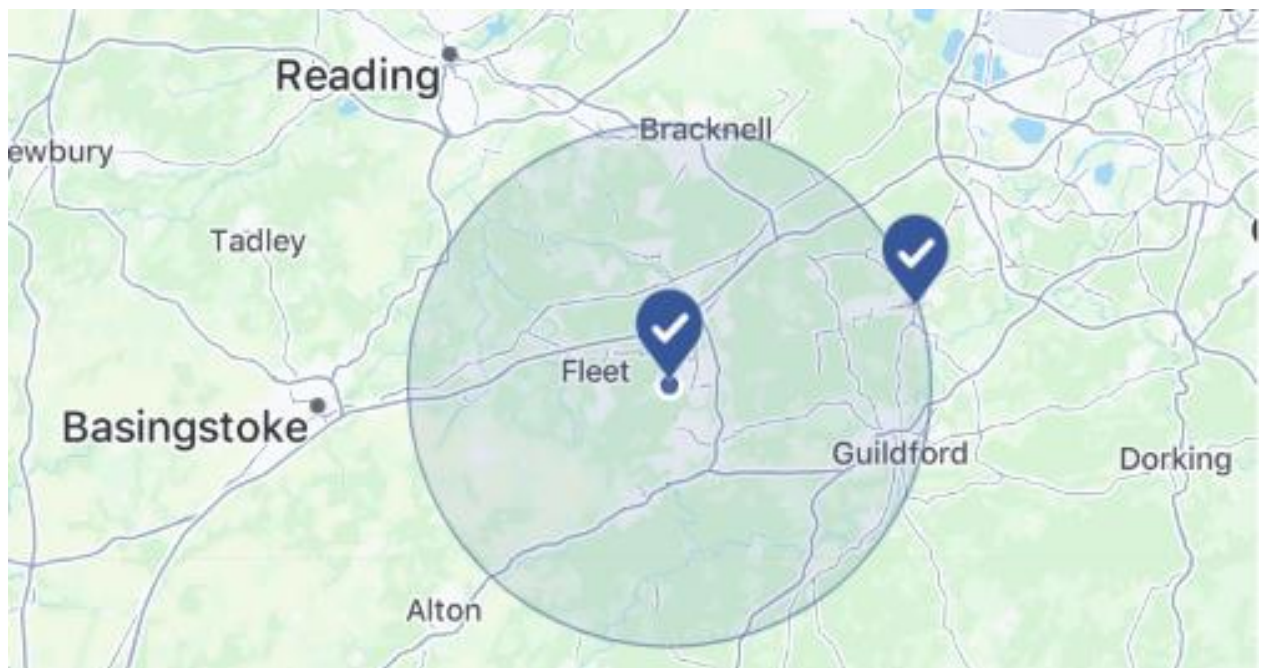 Reading
Bracknell
ewbury
Tadley
Fleet
Basingstoke
Guildford
Dorking
Alton